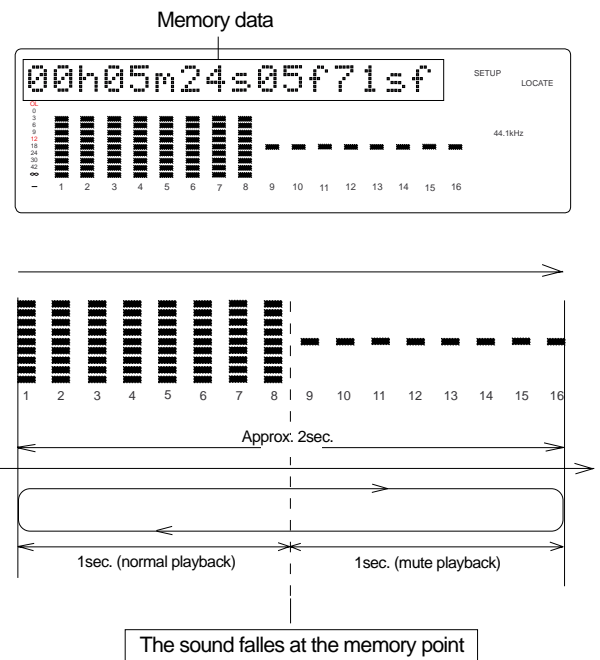 Memory data
00h05m24s05f71sf
SETUP
LOCATE
44.1kHz
OL
0
3
6
9
12
18
24
30
42
∞
– 1 2 3 4 5 6 7 8 9 10 11 12 13 14 15 16
1 2 3 4 5 6 7 8 9 10 11 12 13 14 15 16
Approx. 2sec.
1sec. (normal playback) 1sec. (mute playback)
The sound falles at the memory point